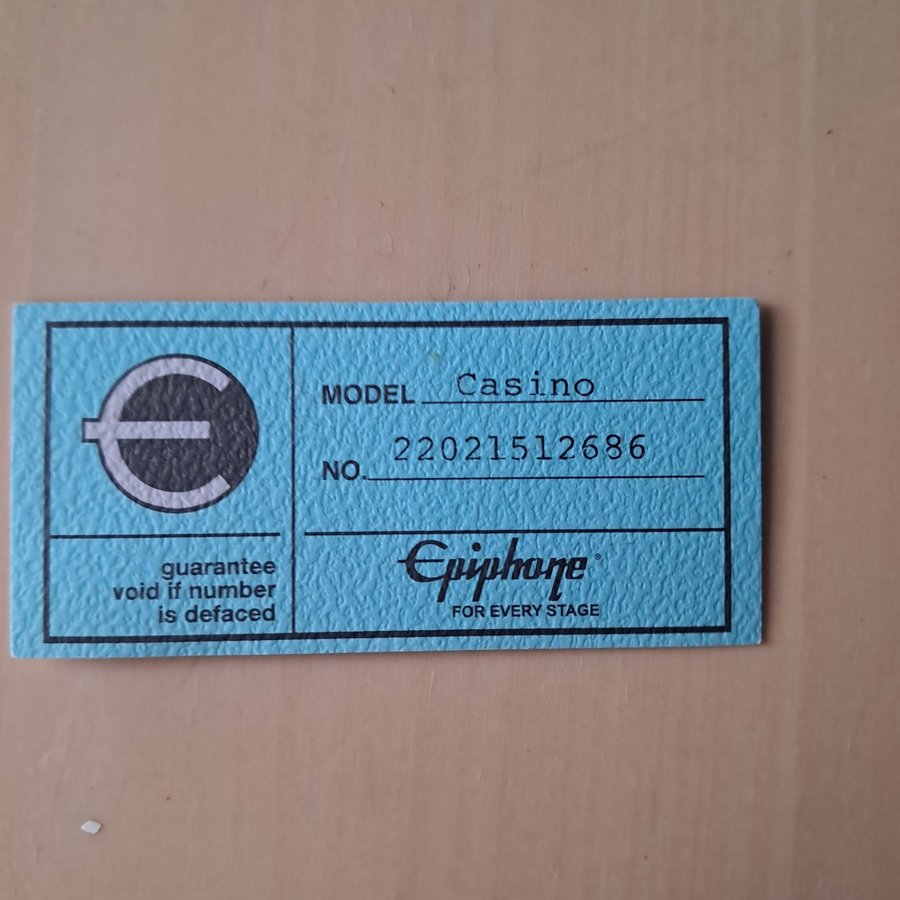 MODEL Casino
NO. 22021512686
guarantee
void if number
is defaced
Epiphone®
FOR EVERY STAGE